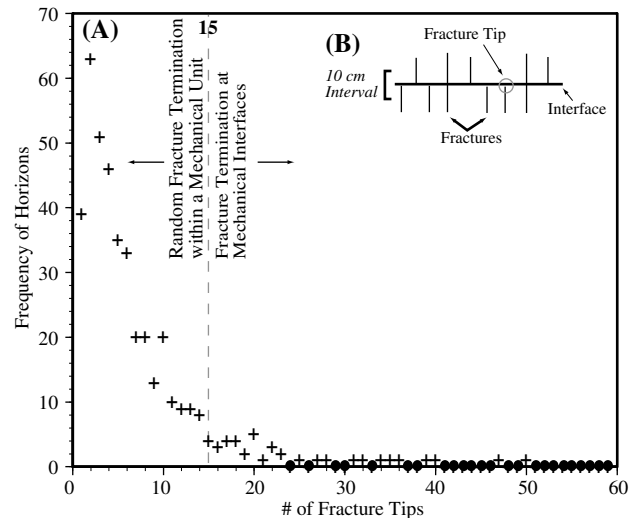 (A)
15
(B)
Fracture Tip
10 cm
Interval
Interface
Fractures
Random Fracture Termination
within a Mechanical Unit
Fracture Termination at
Mechanical Interfaces
Frequency of Horizons
70
60
50
40
30
20
10
0
0
10
20
30
40
50
60
# of Fracture Tips